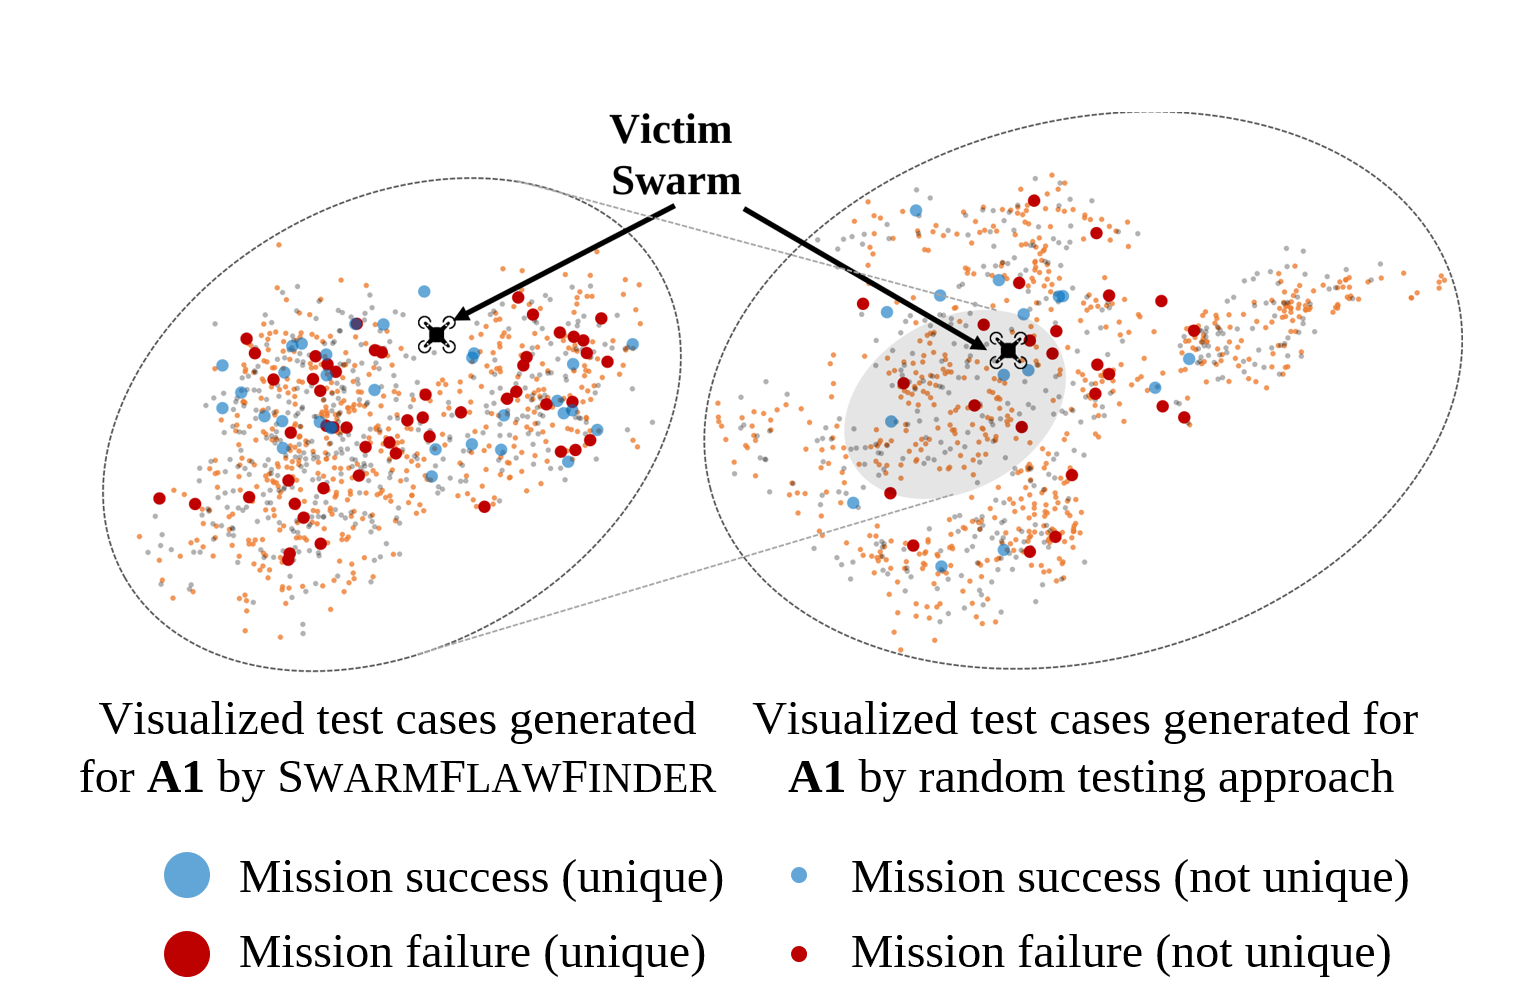 Victim
Swarm
Visualized test cases generated
for A1 by SWARMFLAWFINDER
Visualized test cases generated for
A1 by random testing approach
Mission success (unique)
Mission success (not unique)
Mission failure (unique)
Mission failure (not unique)